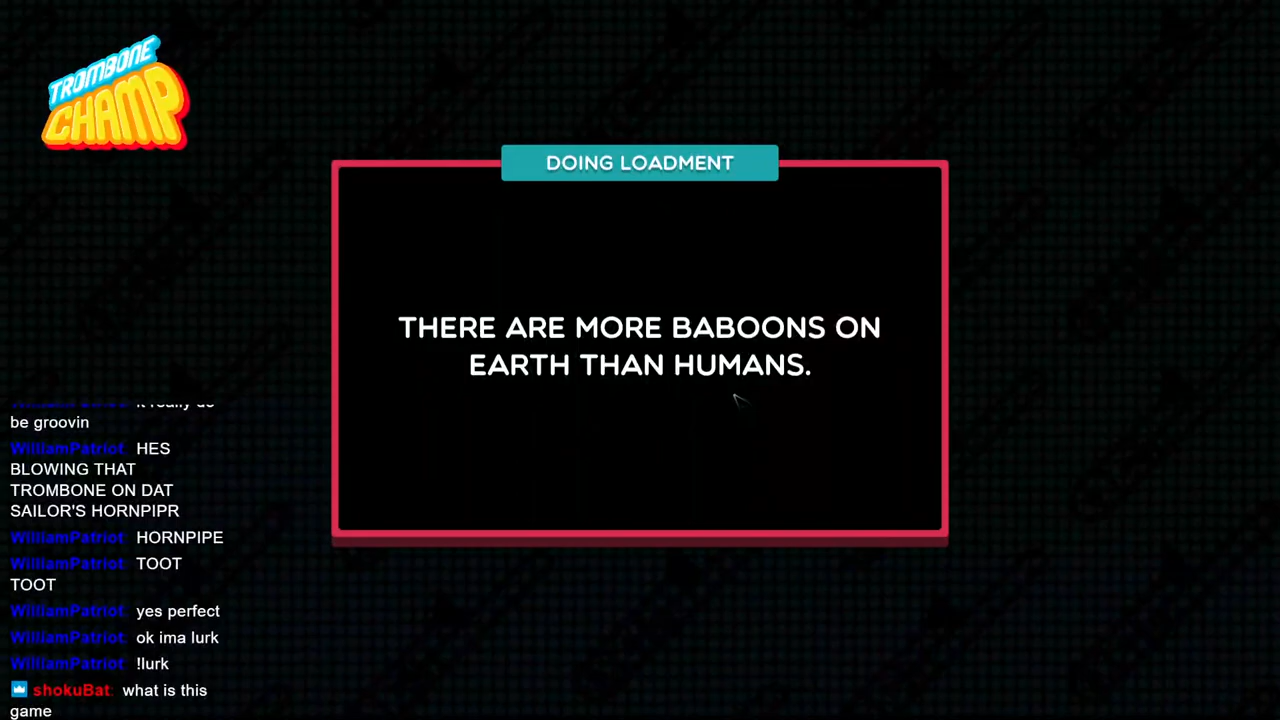 TROMBONE
CHAMP
DOING LOADMENT
THERE ARE MORE BABOONS ON
EARTH THAN HUMANS.
be groovin
WilliamPatriot: HES
BLOWING THAT
TROMBONE ON DAT
SAILOR'S HORNPIPR
WilliamPatriot: HORNPIPE
WilliamPatriot: TOOT
TOOT
WilliamPatriot: yes perfect
WilliamPatriot: ok ima lurk
WilliamPatriot: !lurk
shokuBat: what is this
game